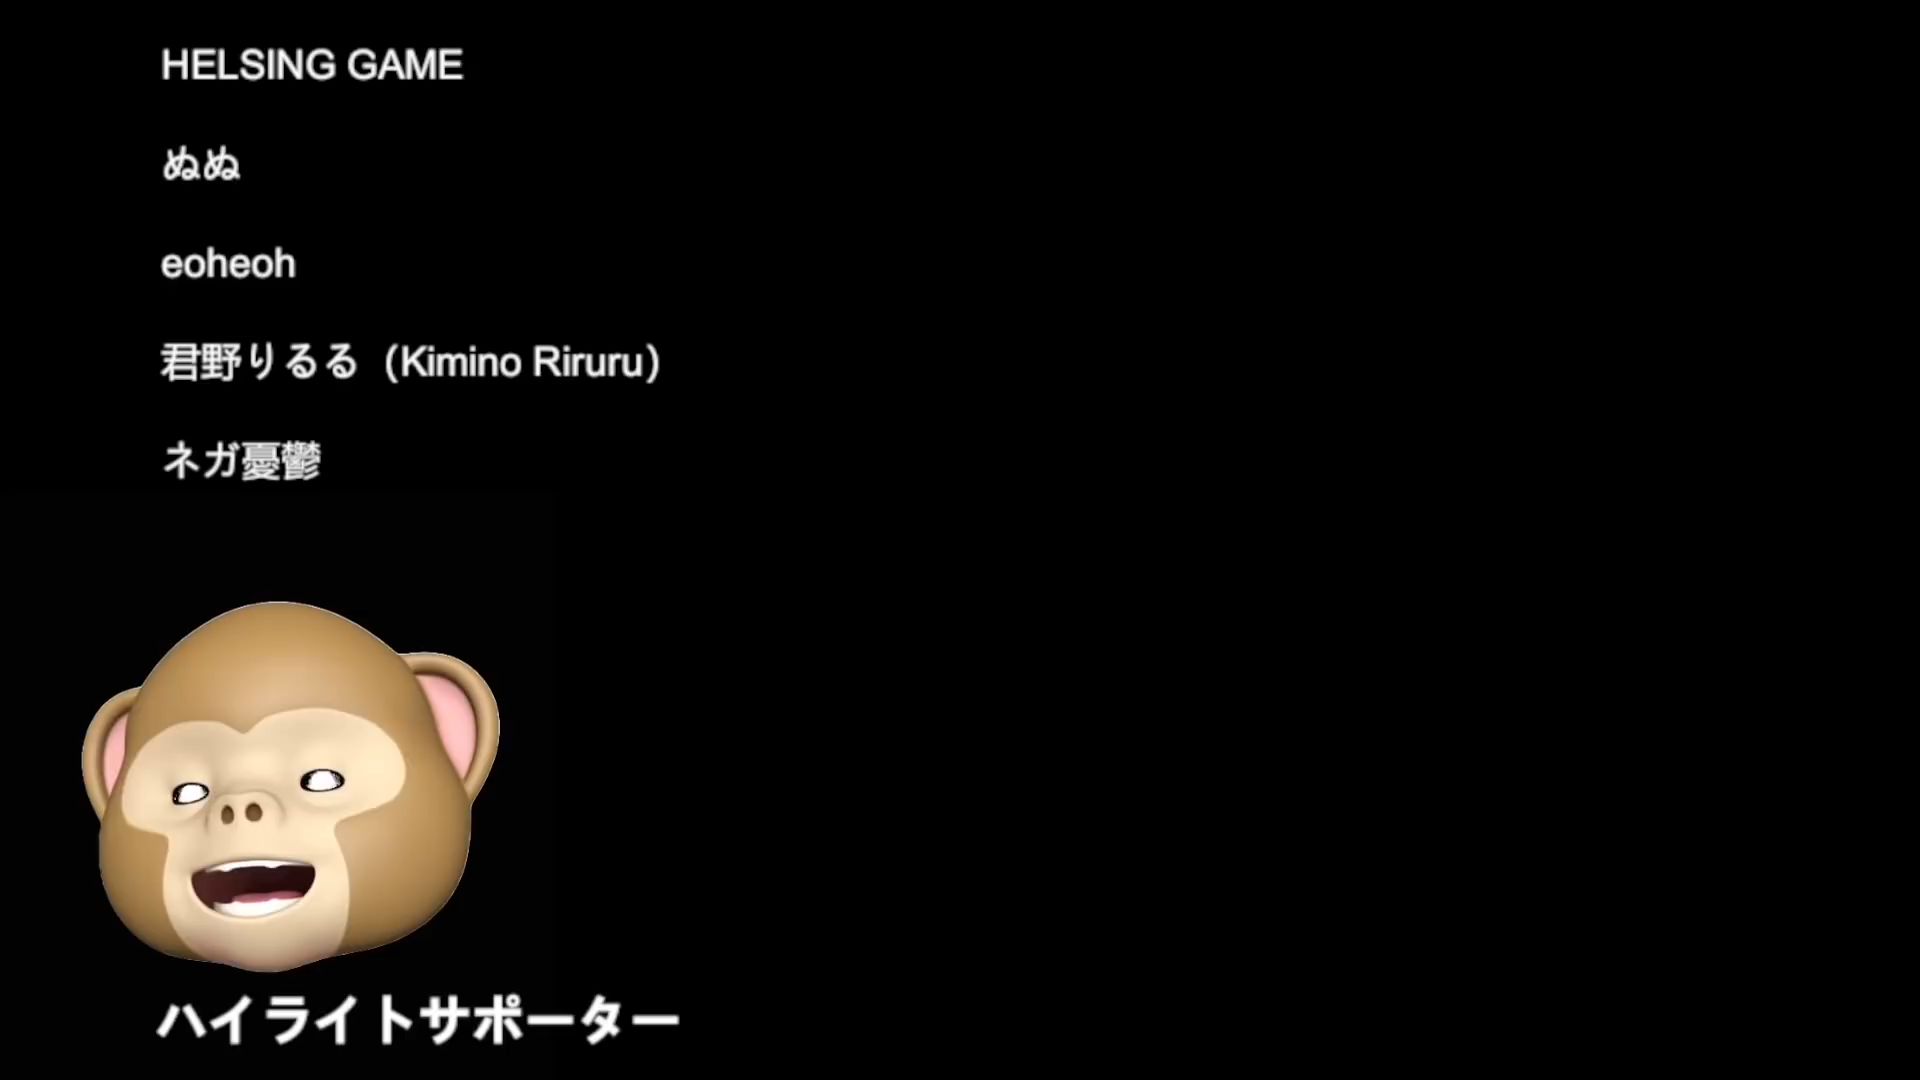 HELSING GAME
ぬぬ
eoheoh
君野りるる（Kimino Riruru）
ネガ憂鬱
ハイライトサポーター